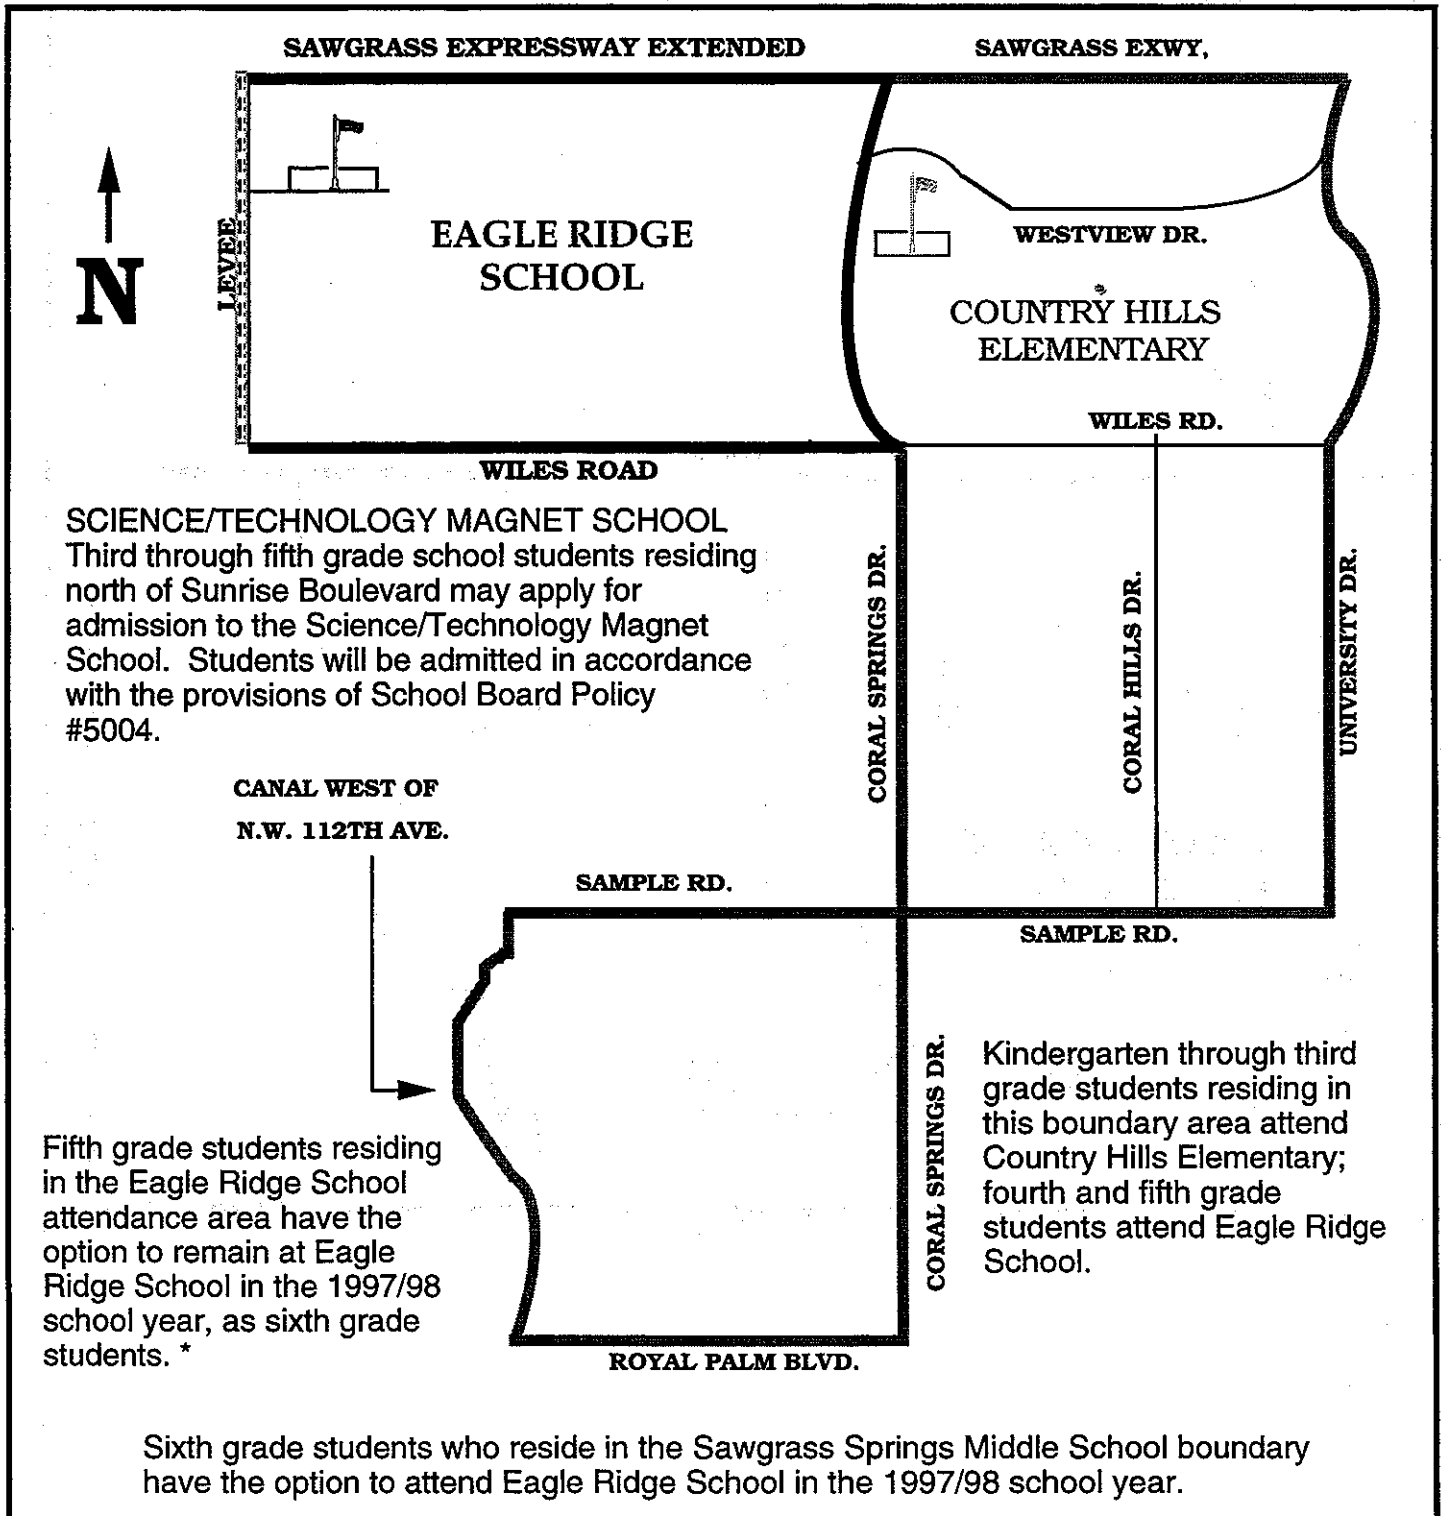 SAWGRASS EXPRESSWAY EXTENDED
SAWGRASS EXWY,
N
LEVEE
EAGLE RIDGE
SCHOOL
WESTVIEW DR.
COUNTRY HILLS
ELEMENTARY
WILES RD.
WILES ROAD
SCIENCE/TECHNOLOGY MAGNET SCHOOL
Third through fifth grade school students residing
north of Sunrise Boulevard may apply for
admission to the Science/Technology Magnet
School. Students will be admitted in accordance
with the provisions of School Board Policy
#5004.
CORAL SPRINGS DR.
CORAL HILLS DR.
UNIVERSITY DR.
CANAL WEST OF
N.W. 112TH AVE.
SAMPLE RD.
SAMPLE RD.
CORAL SPRINGS DR.
Kindergarten through third
grade students residing in
this boundary area attend
Country Hills Elementary;
fourth and fifth grade
students attend Eagle Ridge
School.
Fifth grade students residing
in the Eagle Ridge School
attendance area have the
option to remain at Eagle
Ridge School in the 1997/98
school year, as sixth grade
students. *
ROYAL PALM BLVD.
Sixth grade students who reside in the Sawgrass Springs Middle School boundary
have the option to attend Eagle Ridge School in the 1997/98 school year.